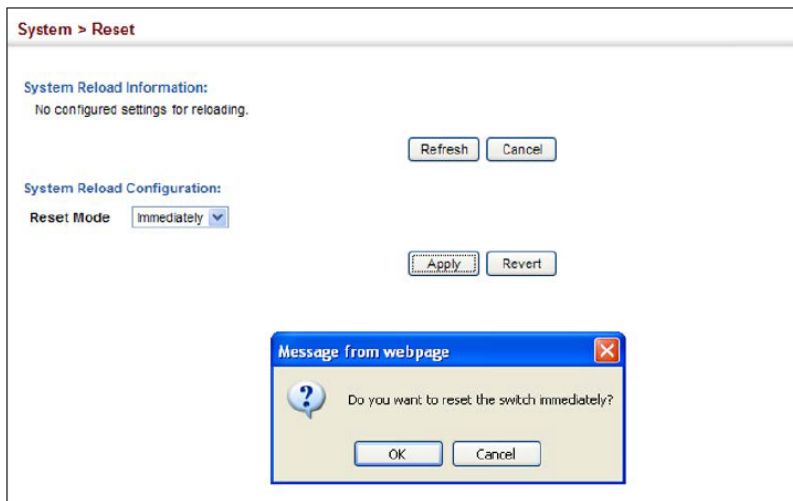 System > Reset
System Reload Information:
No configured settings for reloading.
Refresh Cancel
System Reload Configuration:
Reset Mode Immediately
Apply Revert
Message from webpage
Do you want to reset the switch immediately?
OK Cancel